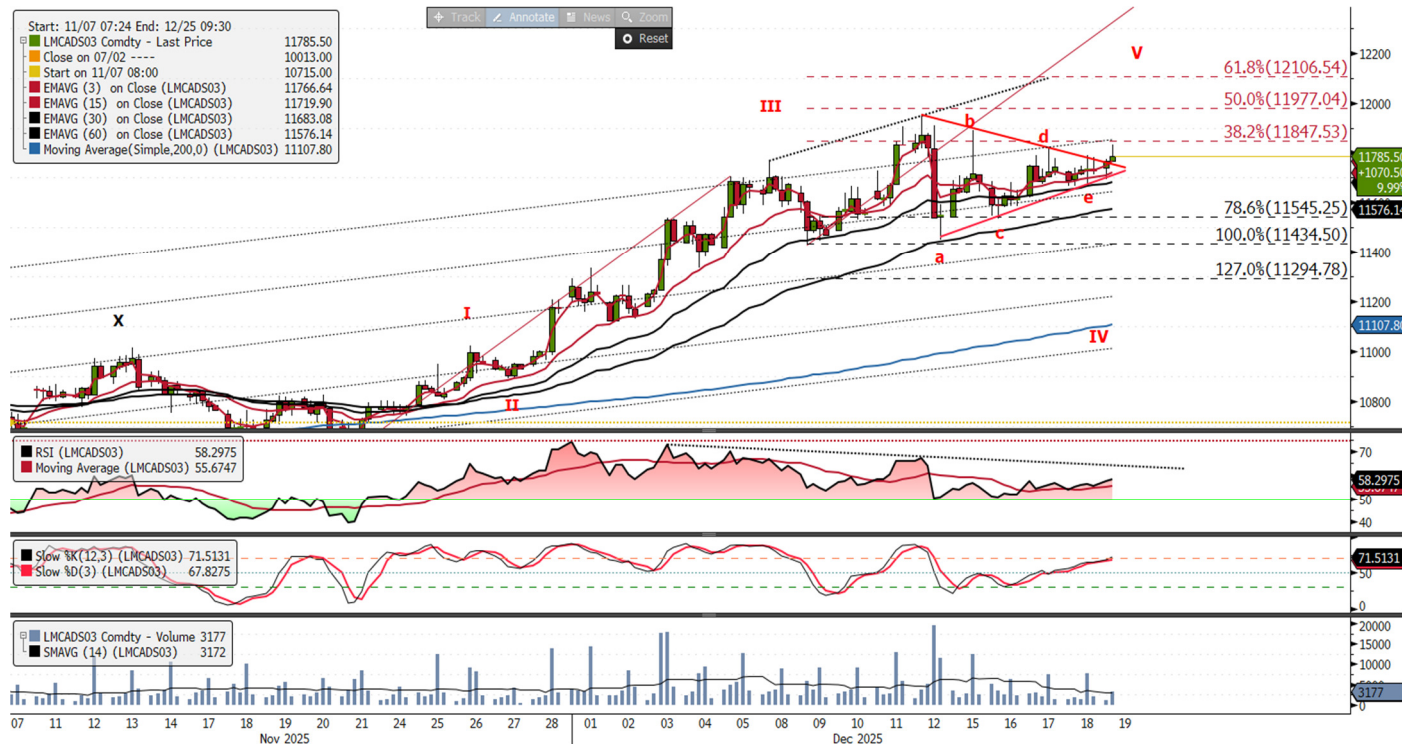 Track Annotate News Zoom
Reset
Start: 11/07 07:24 End: 12/25 09:30
LMCADS03 Comdty - Last Price 11785.50
Close on 07/02 ---- 10013.00
Start on 11/07 08:00 10715.00
EMAVG (3) on Close (LMCADS03) 11766.64
EMAVG (15) on Close (LMCADS03) 11719.90
EMAVG (30) on Close (LMCADS03) 11683.08
EMAVG (60) on Close (LMCADS03) 11576.14
Moving Average(Simple,200,0) (LMCADS03) 11107.80
V
61.8%(12106.54)
III
50.0%(11977.04)
b
d
38.2%(11847.53)
e
78.6%(11545.25)
c
100.0%(11434.50)
a
127.0%(11294.78)
X
I
IV
II
12200
12000
11785.50
+1070.50
9.99%
11576.14
11400
11200
11107.80
11000
10800
RSI (LMCADS03) 58.2975
Moving Average (LMCADS03) 55.6747
70
58.2975
50
40
Slow %K(12,3) (LMCADS03) 71.5131
Slow %D(3) (LMCADS03) 67.8275
71.5131
50
0
LMCADS03 Comdty - Volume 3177
SMAVG (14) (LMCADS03) 3172
20000
15000
10000
3177
0
07 11 12 13 14 17 18 19 20 21 24 25 26 27 28 01 02 03 04 05 08 09 10 11 12 15 16 17 18 19
Nov 2025 Dec 2025